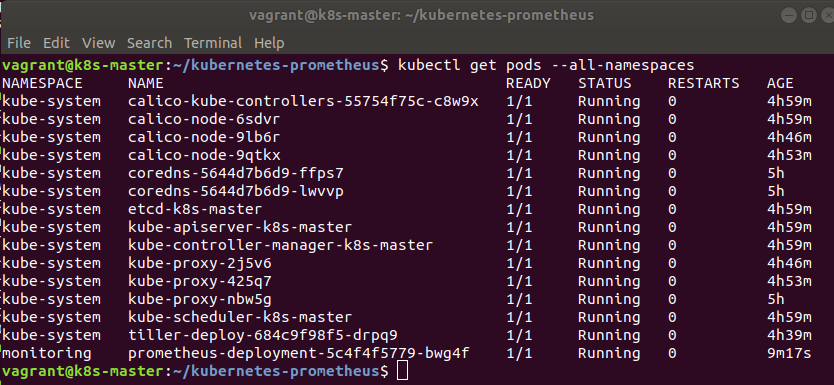 vagrant@k8s-master: ~/kubernetes-prometheus
File Edit View Search Terminal Help
vagrant@k8s-master:~/kubernetes-prometheus$ kubectl get pods --all-namespaces
NAMESPACE NAME READY STATUS RESTARTS AGE
kube-system calico-kube-controllers-55754f75c-c8w9x 1/1 Running 0 4h59m
kube-system calico-node-6sdvr 1/1 Running 0 4h59m
kube-system calico-node-9lb6r 1/1 Running 0 4h46m
kube-system calico-node-9qtkx 1/1 Running 0 4h53m
kube-system coredns-5644d7b6d9-ffps7 1/1 Running 0 5h
kube-system coredns-5644d7b6d9-lwvvp 1/1 Running 0 5h
kube-system etcd-k8s-master 1/1 Running 0 4h59m
kube-system kube-apiserver-k8s-master 1/1 Running 0 4h59m
kube-system kube-controller-manager-k8s-master 1/1 Running 0 4h59m
kube-system kube-proxy-2j5v6 1/1 Running 0 4h46m
kube-system kube-proxy-425q7 1/1 Running 0 4h53m
kube-system kube-proxy-nbw5g 1/1 Running 0 5h
kube-system kube-scheduler-k8s-master 1/1 Running 0 4h59m
kube-system tiller-deploy-684c9f98f5-drpq9 1/1 Running 0 4h39m
monitoring prometheus-deployment-5c4f4f5779-bwg4f 1/1 Running 0 9m17s
vagrant@k8s-master:~/kubernetes-prometheus$